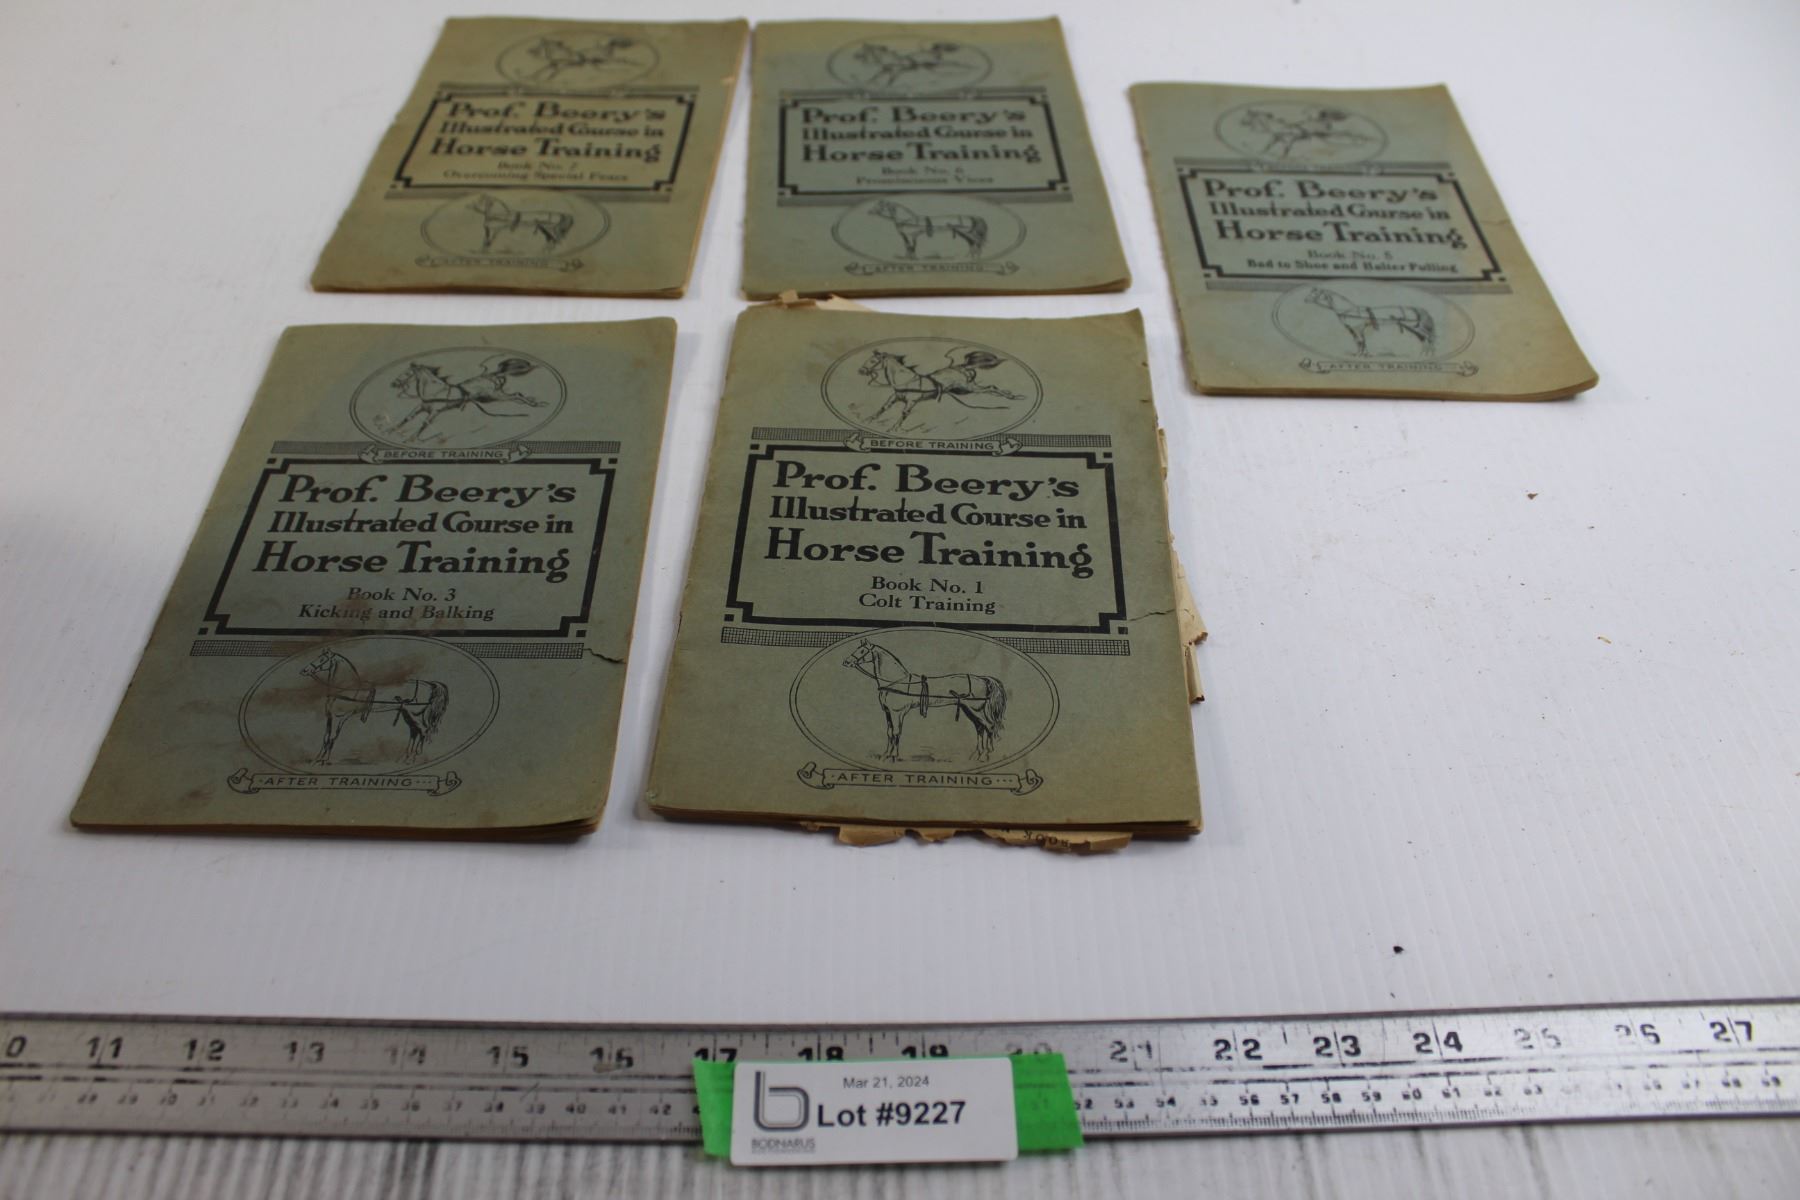 Prof. Beery's
Illustrated Course in
Horse Training
Book No. 2
Overcoming Special Fears
AFTER TRAINING
Prof. Beery's
Illustrated Course in
Horse Training
Book No. 6
Promiscuous Vices
AFTER TRAINING
Prof. Beery's
Illustrated Course in
Horse Training
Book No. 5
Bad to Shoe and Halter Pulling
AFTER TRAINING
BEFORE TRAINING
Prof. Beery's
Illustrated Course in
Horse Training
Book No. 3
Kicking and Balking
AFTER TRAINING
BEFORE TRAINING
Prof. Beery's
Illustrated Course in
Horse Training
Book No. 1
Colt Training
AFTER TRAINING
0 11 12 13 14 15 16 17 18 19 20 21 22 23 24 25 26 27
Mar 21, 2024
Lot #9227
BODNARUS